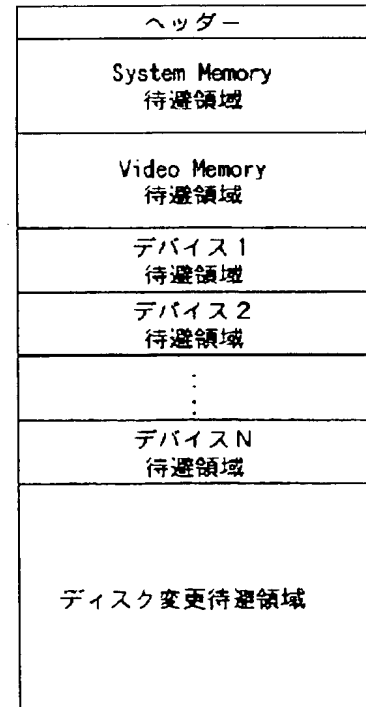 ヘッダー
System Memory
待避領域
Video Memory
待避領域
デバイス1
待避領域
デバイス2
待避領域
⋮
デバイスN
待避領域
ディスク変更待避領域